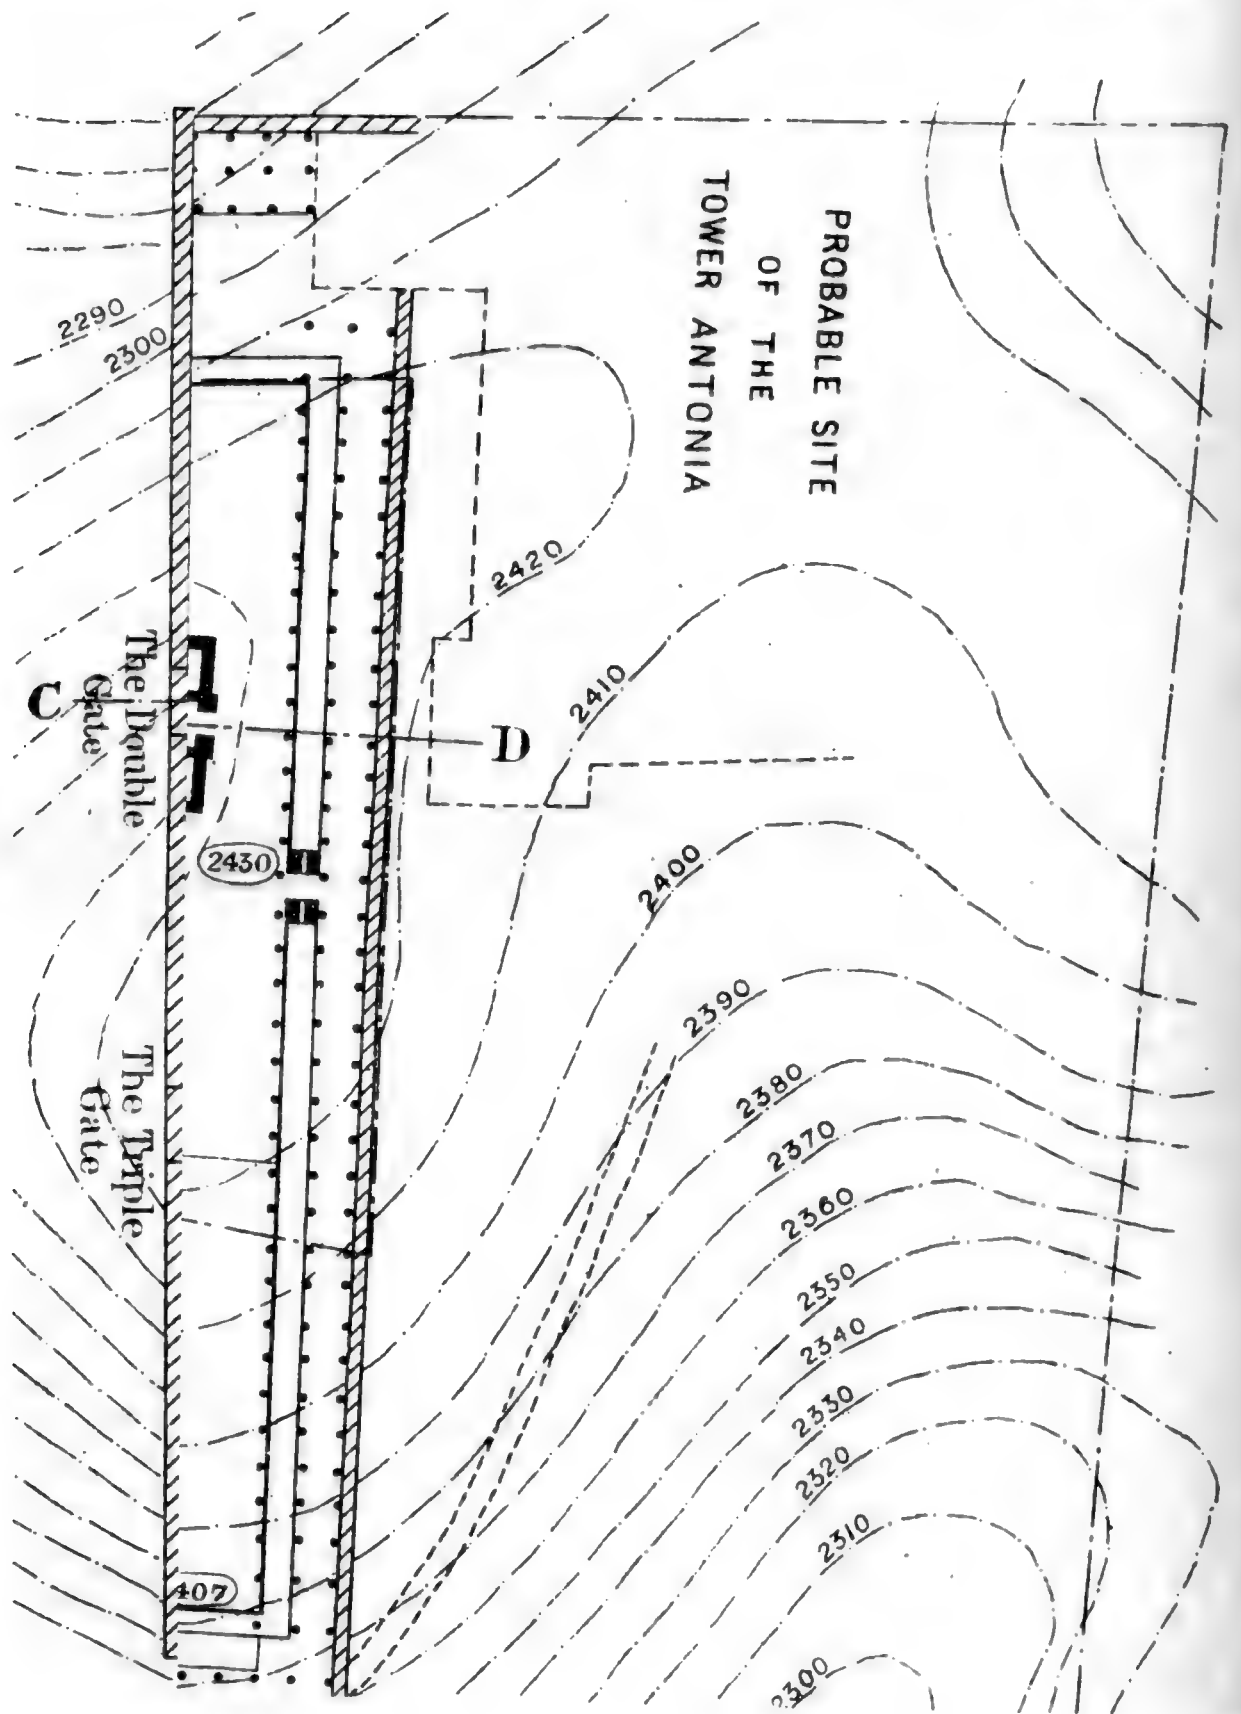 PROBABLE SITE
OF THE
TOWER ANTONIA
2290
2300
2420
2410
The Double
Gate
C
D
2430
2400
2390
2380
2370
2360
2350
2340
2330
2320
2310
2300
The Triple
Gate
407